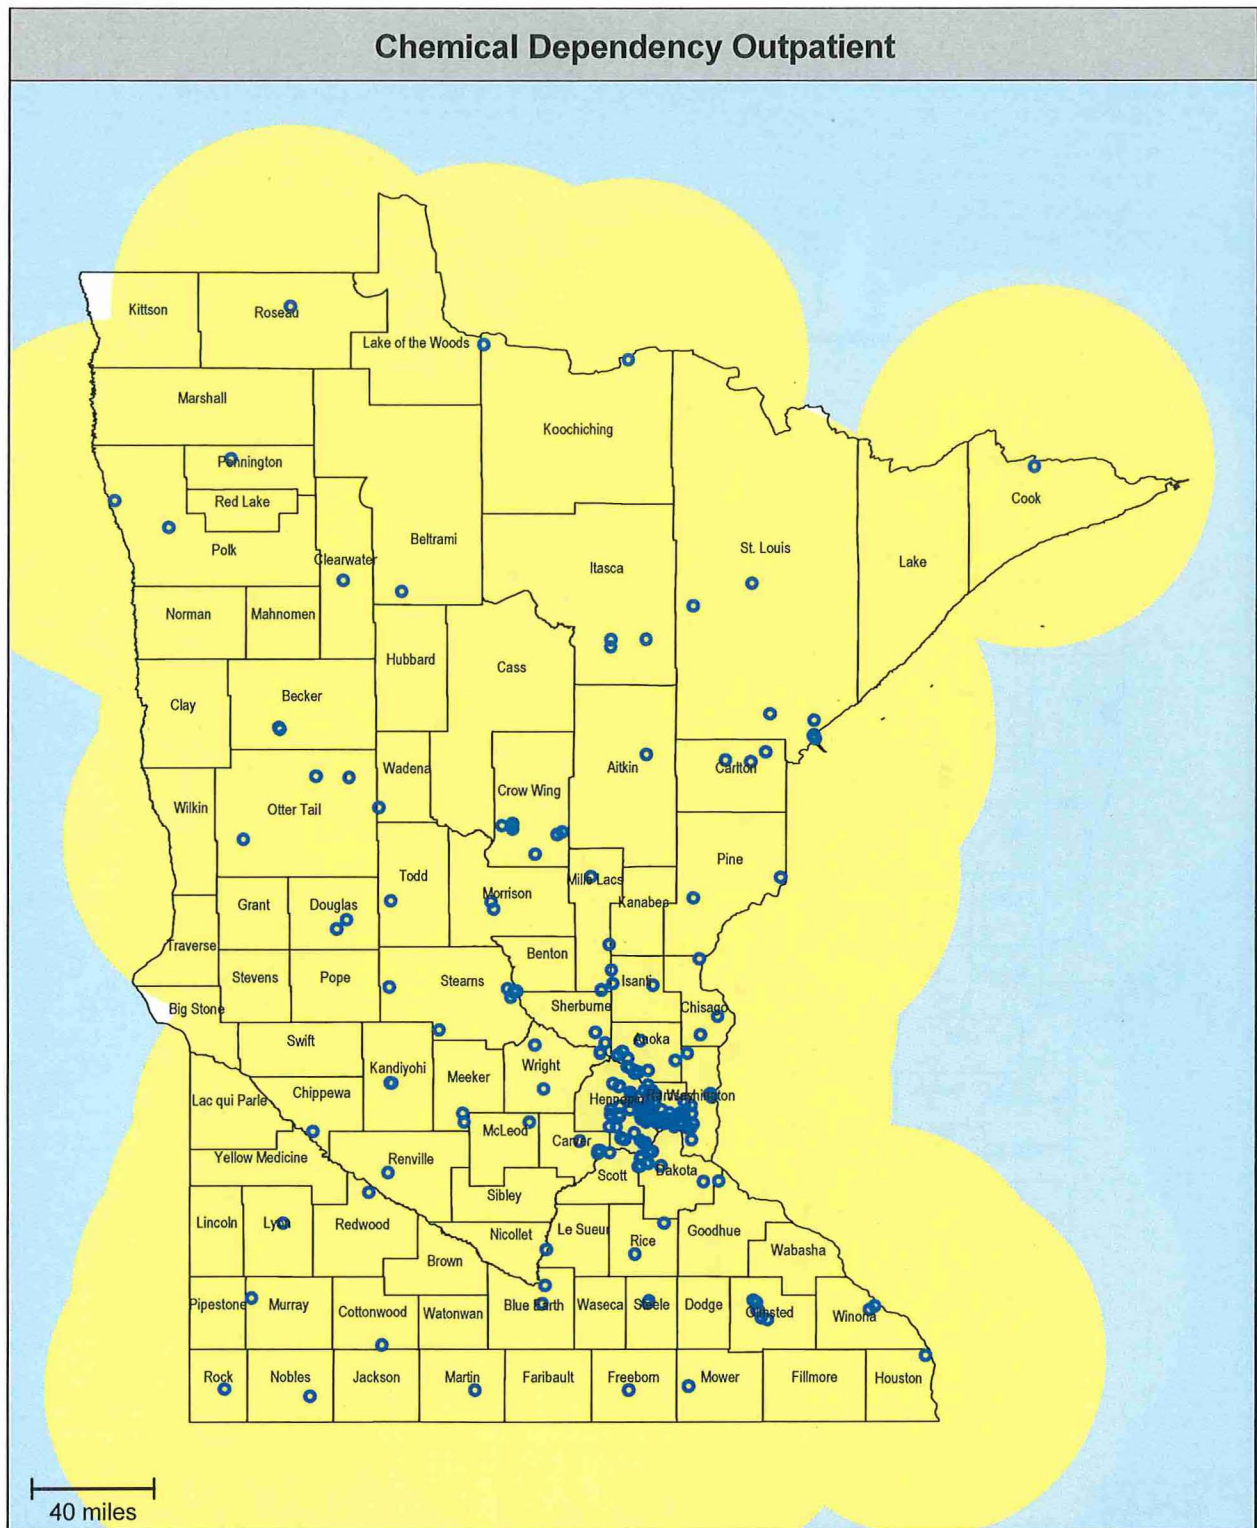 Chemical Dependency Outpatient
Kittson
Roseau
Lake of the Woods
Marshall
Koochiching
Pennington
Red Lake
Cook
Polk
Beltrami
St. Louis
Clearwater
Itasca
Lake
Norman
Mahnomen
Hubbard
Cass
Clay
Becker
Wadena
Aitkin
Carlton
Crow Wing
Wilkin
Otter Tail
Pine
Todd
Mille Lacs
Morrison
Kanabec
Grant
Douglas
Traverse
Benton
Stevens
Pope
Stearns
Isanti
Big Stone
Sherburne
Chisago
Swift
Anoka
Wright
Kandiyohi
Meeker
Chippewa
Lac qui Parle
Hennepin
Ramsey
Washington
McLeod
Carver
Yellow Medicine
Renville
Scott
Dakota
Sibley
Lincoln
Lyon
Redwood
Nicollet
Le Sueur
Rice
Goodhue
Wabasha
Brown
Pipestone
Murray
Cottonwood
Watonwan
Blue Earth
Waseca
Steele
Dodge
Olmsted
Winona
Rock
Nobles
Jackson
Martin
Faribault
Freeborn
Mower
Fillmore
Houston
40 miles